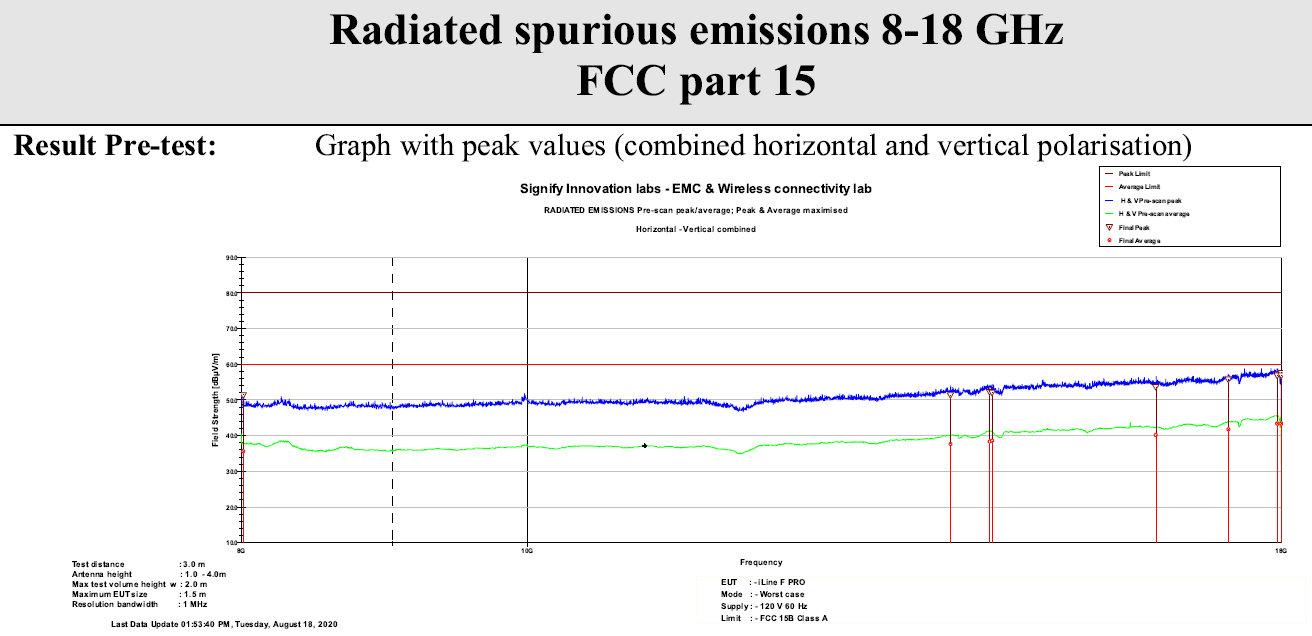 Radiated spurious emissions 8-18 GHz
FCC part 15
Result Pre-test: Graph with peak values (combined horizontal and vertical polarisation)
Signify Innovation labs - EMC & Wireless connectivity lab
RADIATED EMISSIONS Pre-scan peak/average; Peak & Average maximised
Horizontal - Vertical combined
Peak Limit
Average Limit
H & V Pre-scan peak
H & V Pre-scan average
Final Peak
Final Average
Field Strength [dBµV/m]
90.0
80.0
70.0
60.0
50.0
40.0
30.0
20.0
10.0
8G 10G 18G
Frequency
Test distance : 3.0 m
Antenna height : 1.0 - 4.0m
Max test volume height w : 2.0 m
Maximum EUT size : 1.5 m
Resolution bandwidth : 1 MHz
EUT : - iLine F PRO
Mode : - Worst case
Supply : - 120 V 60 Hz
Limit : - FCC 15B Class A
Last Data Update 01:53:40 PM, Tuesday, August 18, 2020